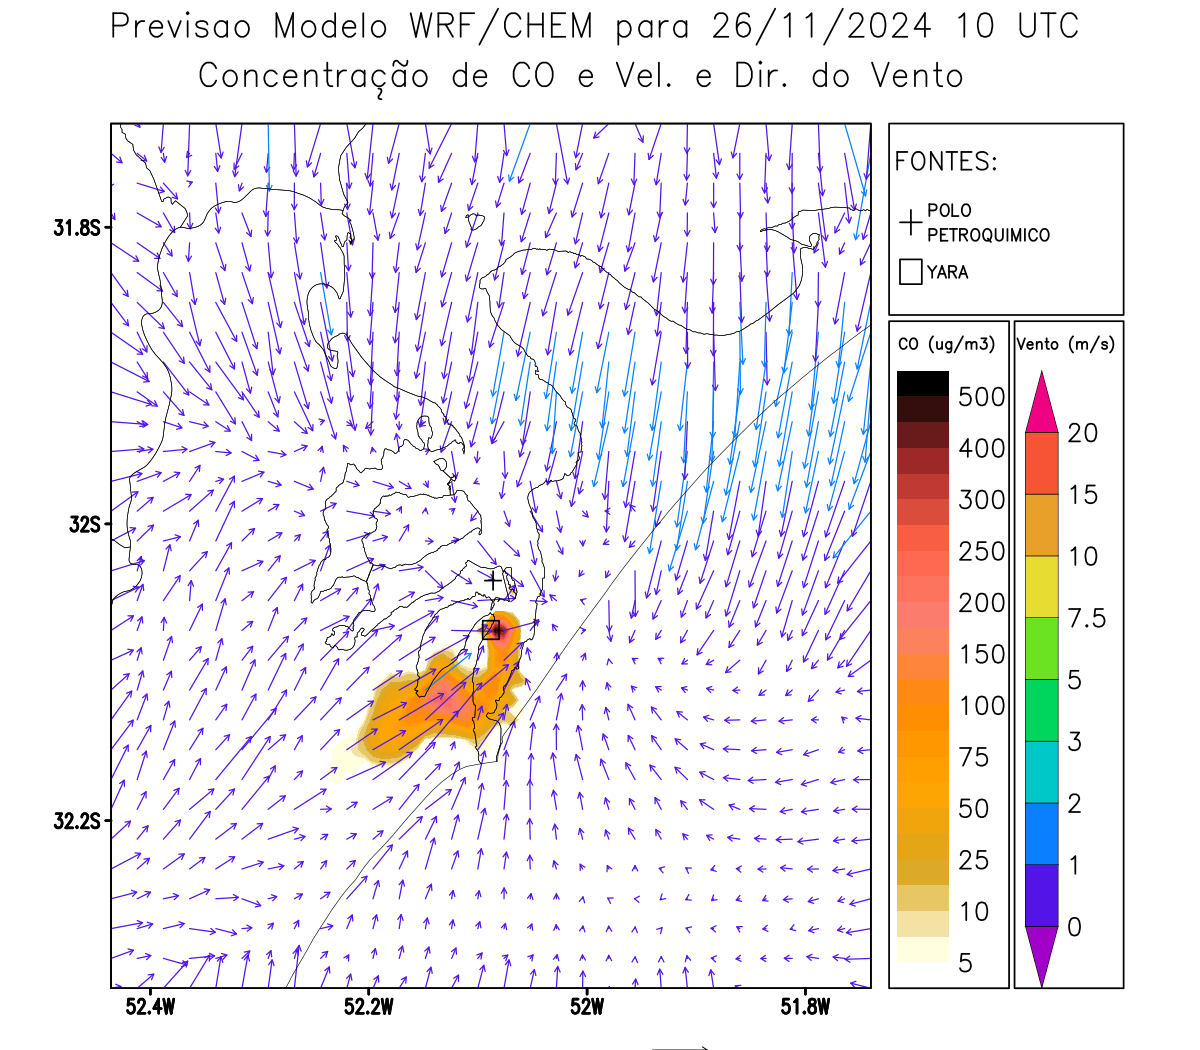 Previsao Modelo WRF/CHEM para 26/11/2024 10 UTC
Concentração de CO e Vel. e Dir. do Vento
FONTES:
POLO
PETROQUIMICO
YARA
CO (ug/m3)
500
400
300
250
200
150
100
75
50
25
10
5
Vento (m/s)
20
15
10
7.5
5
3
2
1
0
31.8S
32S
32.2S
52.4W
52.2W
52W
51.8W